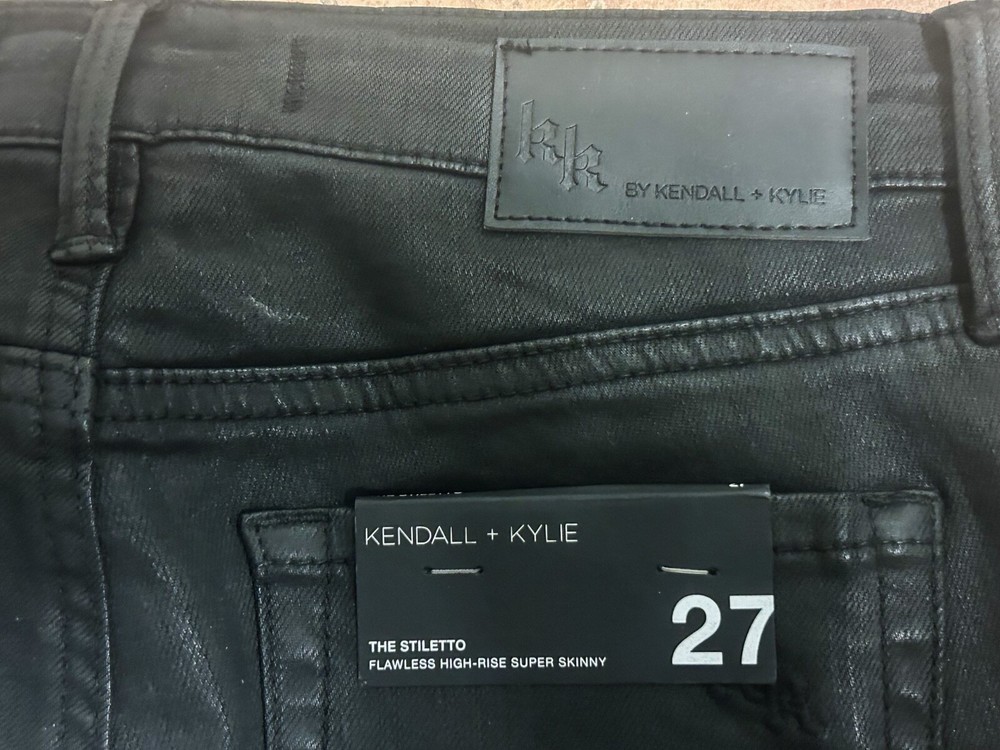 kk
BY KENDALL + KYLIE
KENDALL + KYLIE
THE STILETTO
FLAWLESS HIGH-RISE SUPER SKINNY
27